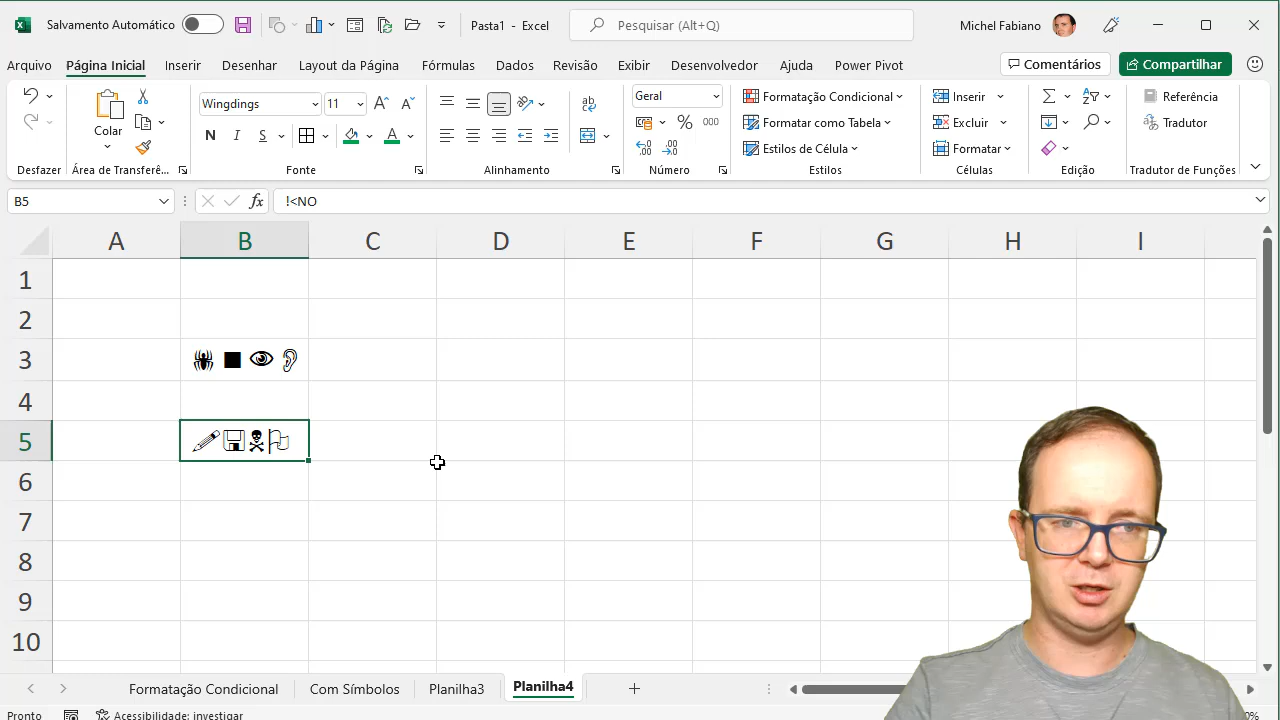 Salvamento Automático
Pasta1 - Excel
Pesquisar (Alt+Q)
Michel Fabiano
Arquivo
Página Inicial
Inserir
Desenhar
Layout da Página
Fórmulas
Dados
Revisão
Exibir
Desenvolvedor
Ajuda
Power Pivot
Comentários
Compartilhar
Colar
Wingdings
11
N I S
Geral
% 000
Formatação Condicional
Formatar como Tabela
Estilos de Célula
Inserir
Excluir
Formatar
Referência
Tradutor
Desfazer
Área de Transferê...
Fonte
Alinhamento
Número
Estilos
Células
Edição
Tradutor de Funções
B5
fx
!<NO
A B C D E F G H I
1
2
3
4
5
6
7
8
9
10
Formatação Condicional
Com Símbolos
Planilha3
Planilha4
Pronto
Acessibilidade: investigar